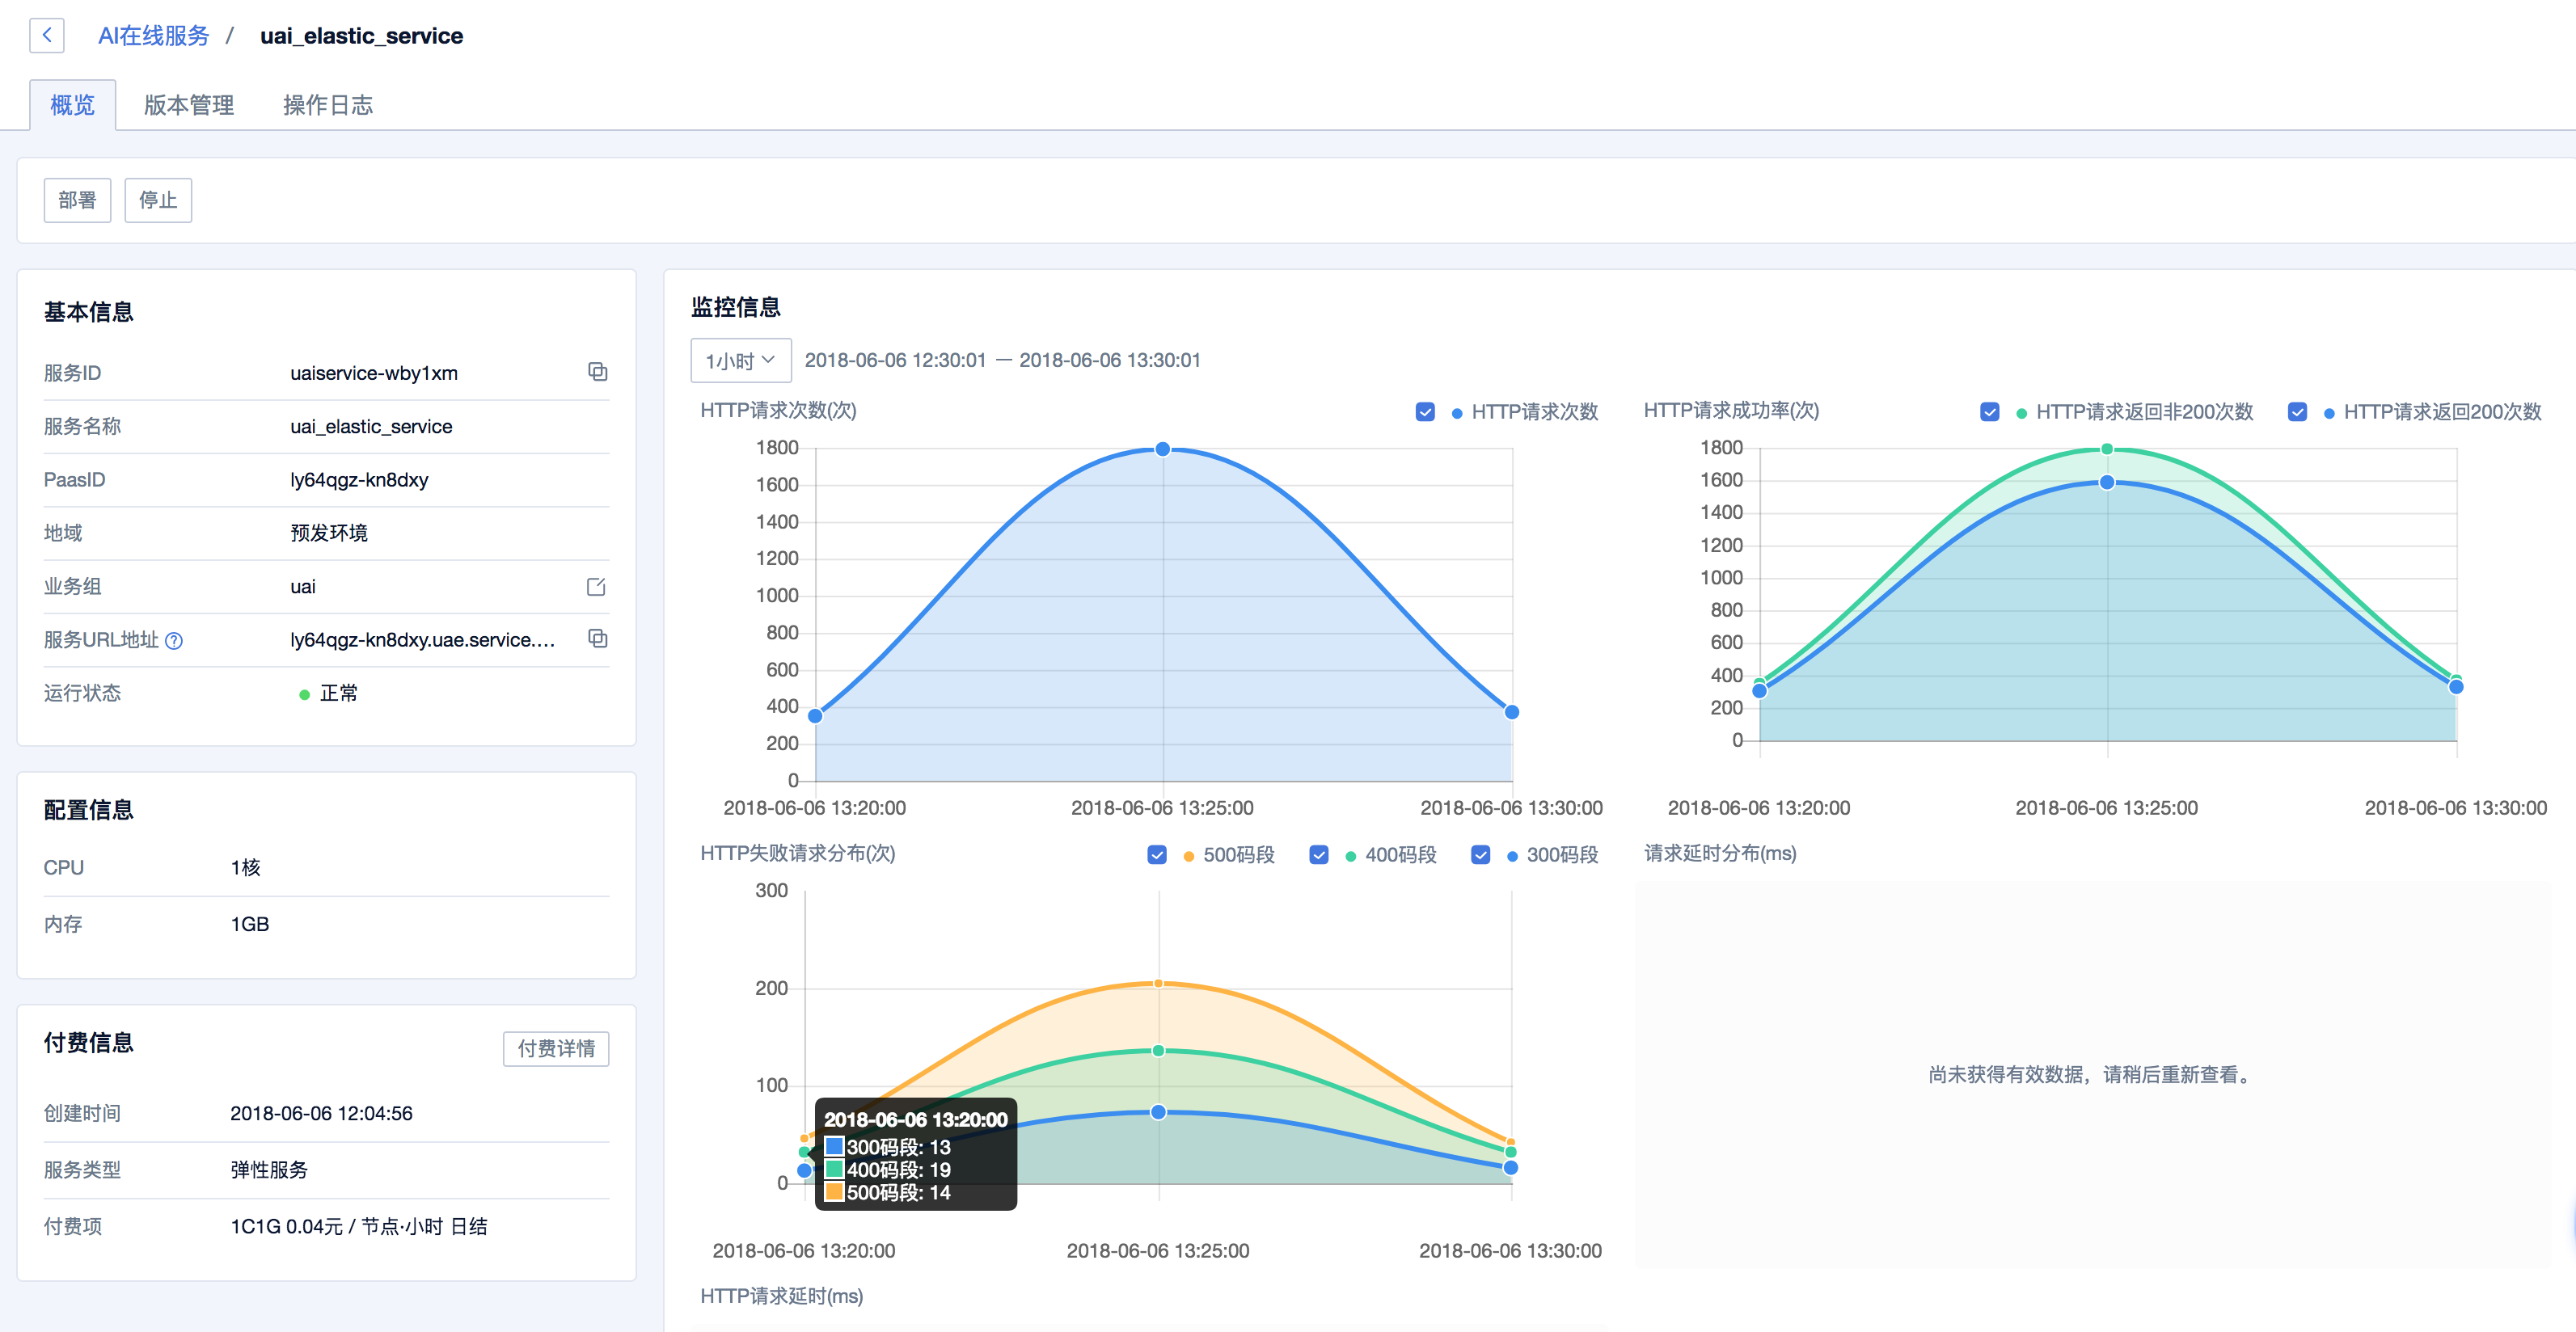 AI在线服务 / uai_elastic_service
概览 版本管理 操作日志
部署 停止
基本信息
服务ID uaiservice-wby1xm
服务名称 uai_elastic_service
PaasID ly64qgz-kn8dxy
地域 预发环境
业务组 uai
服务URL地址 ly64qgz-kn8dxy.uae.service....
运行状态 正常
配置信息
CPU 1核
内存 1GB
付费信息 付费详情
创建时间 2018-06-06 12:04:56
服务类型 弹性服务
付费项 1C1G 0.04元 / 节点·小时 日结
监控信息
1小时 2018-06-06 12:30:01 — 2018-06-06 13:30:01
HTTP请求次数(次) HTTP请求次数
1800
1600
1400
1200
1000
800
600
400
200
0
2018-06-06 13:20:00 2018-06-06 13:25:00 2018-06-06 13:30:00
HTTP请求成功率(次) HTTP请求返回非200次数 HTTP请求返回200次数
1800
1600
1400
1200
1000
800
600
400
200
0
2018-06-06 13:20:00 2018-06-06 13:25:00 2018-06-06 13:30:00
HTTP失败请求分布(次) 500码段 400码段 300码段
300
200
100
0
2018-06-06 13:20:00
300码段: 13
400码段: 19
500码段: 14
2018-06-06 13:20:00 2018-06-06 13:25:00 2018-06-06 13:30:00
请求延时分布(ms)
尚未获得有效数据，请稍后重新查看。
HTTP请求延时(ms)